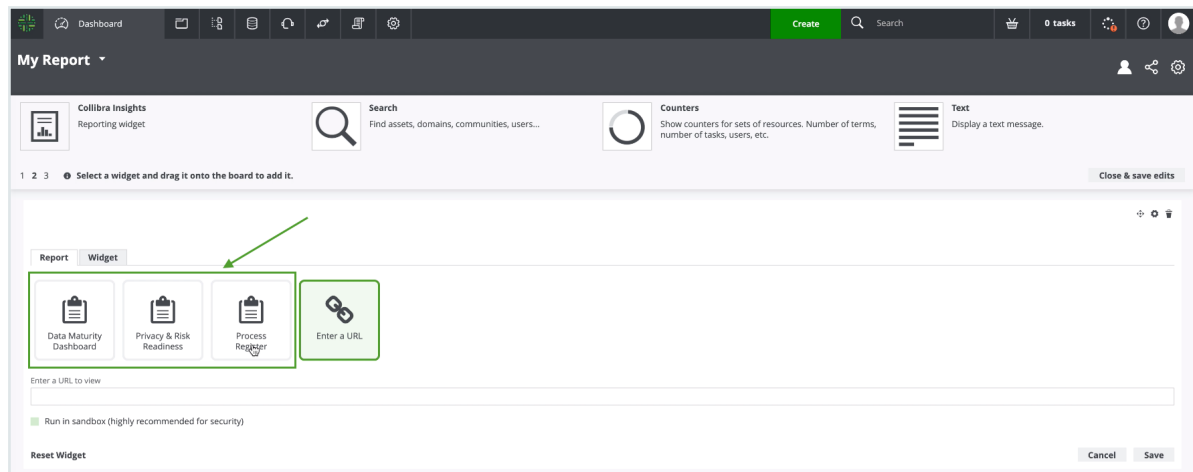 Dashboard
Create
Search
0 tasks
My Report
Collibra Insights
Reporting widget
Search
Find assets, domains, communities, users...
Counters
Show counters for sets of resources. Number of terms,
number of tasks, users, etc.
Text
Display a text message.
1 2 3 Select a widget and drag it onto the board to add it.
Close & save edits
Report
Widget
Data Maturity
Dashboard
Privacy & Risk
Readiness
Process
Register
Enter a URL
Enter a URL to view
Run in sandbox (highly recommended for security)
Reset Widget
Cancel
Save